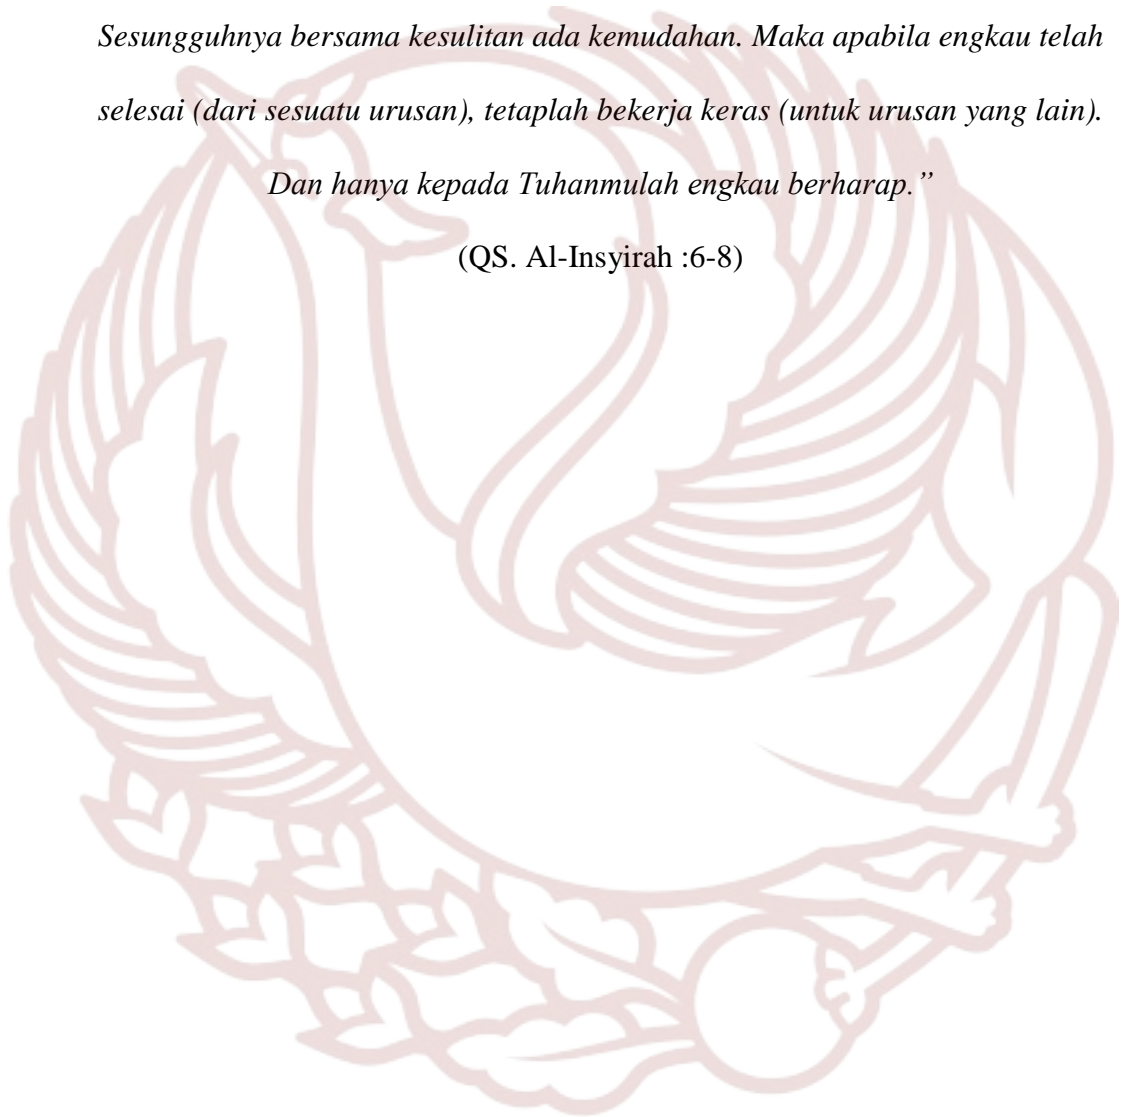 Sesungguhnya bersama kesulitan ada kemudahan. Maka apabila engkau telah
selesai (dari sesuatu urusan), tetaplah bekerja keras (untuk urusan yang lain).
Dan hanya kepada Tuhanmulah engkau berharap.”
(QS. Al-Insyirah :6-8)